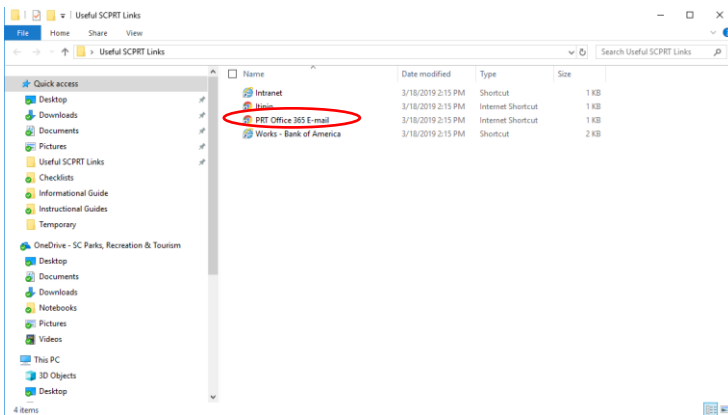 Useful SCPRT Links
File Home Share View
Useful SCPRT Links Search Useful SCPRT Links
Name Date modified Type Size
Quick access
Desktop
Downloads
Documents
Pictures
Useful SCPRT Links
Checklists
Informational Guide
Instructional Guides
Temporary
OneDrive - SC Parks, Recreation & Tourism
Desktop
Documents
Downloads
Notebooks
Pictures
Videos
This PC
3D Objects
Desktop
Intranet 3/18/2019 2:15 PM Shortcut 1 KB
3/18/2019 2:15 PM Internet Shortcut 1 KB
PRT Office 365 E-mail 3/18/2019 2:15 PM Internet Shortcut 1 KB
Works - Bank of America 3/18/2019 2:15 PM Shortcut 2 KB
4 items